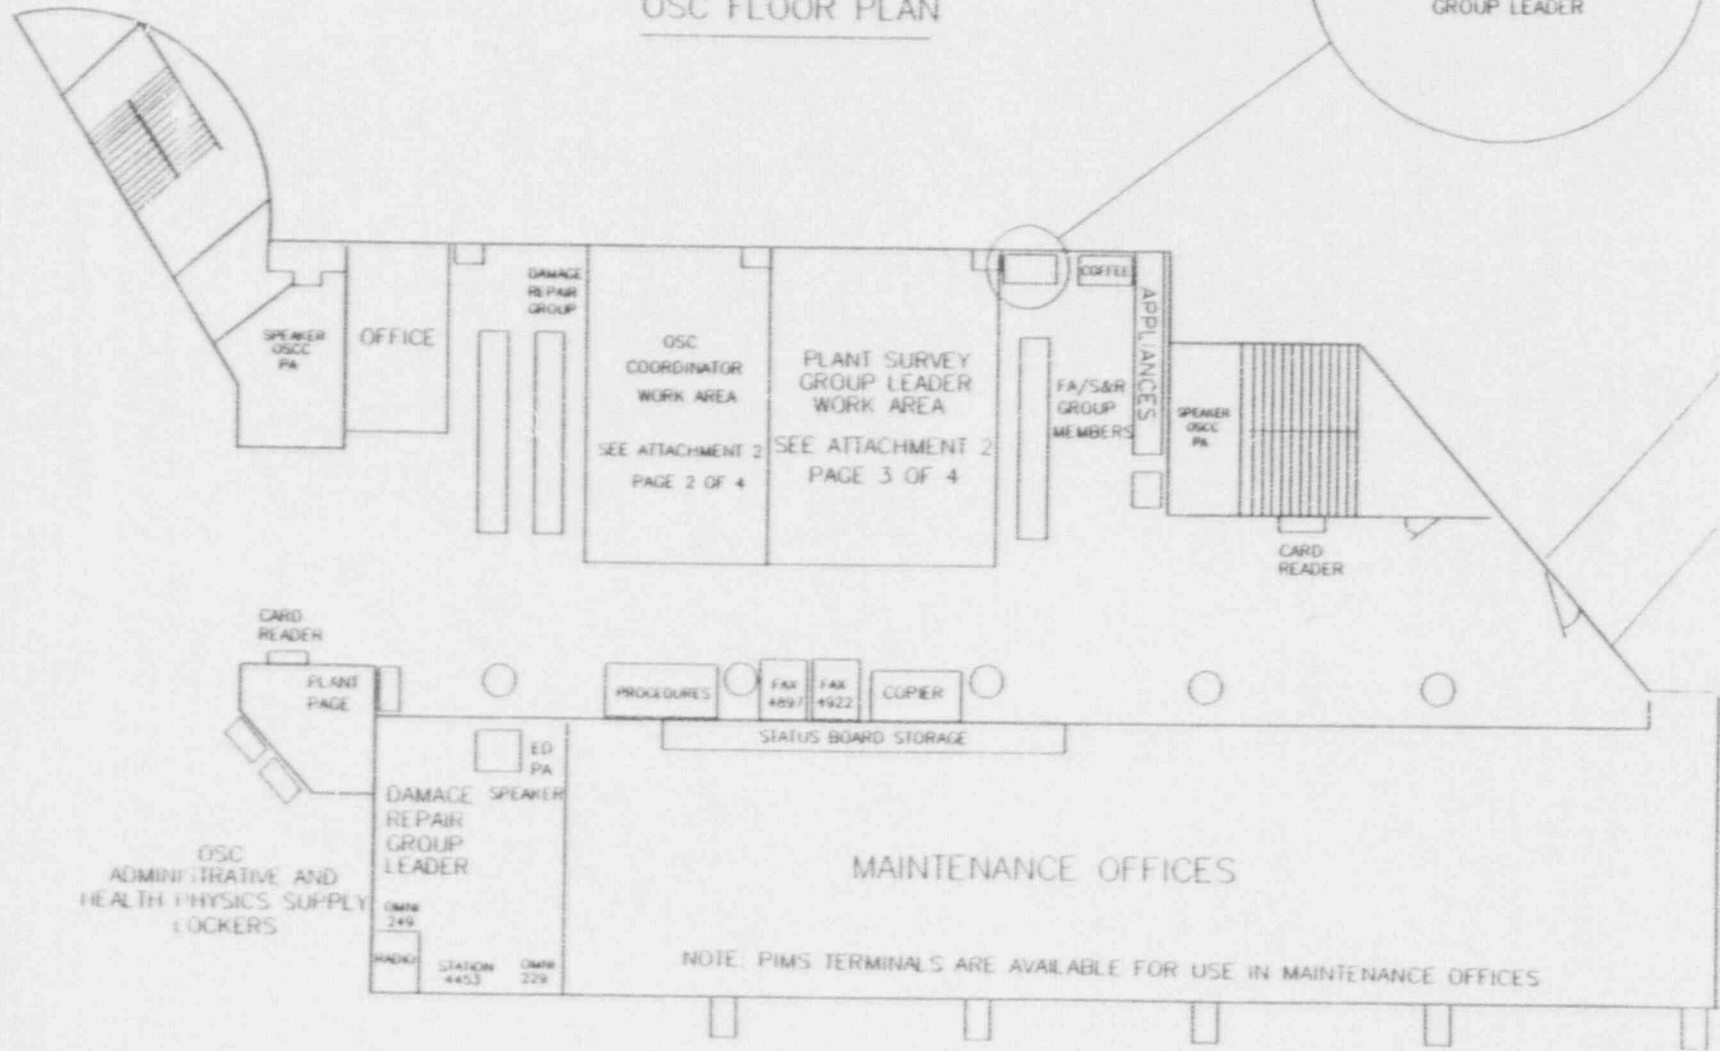 OSC FLOOR PLAN
GROUP LEADER
DAMAGE
REPAIR
GROUP
COFFEE
APPLIANCES
SPEAKER
OSCC
PA
OFFICE
OSC
COORDINATOR
WORK AREA
SEE ATTACHMENT 2
PAGE 2 OF 4
PLANT SURVEY
GROUP LEADER
WORK AREA
SEE ATTACHMENT 2
PAGE 3 OF 4
FA/S&R
GROUP
MEMBERS
SPEAKER
OSCC
PA
CARD
READER
CARD
READER
PLANT
PAGE
PROCEDURES
FAX
4897
FAX
4922
COPIER
STATUS BOARD STORAGE
ED
PA
SPEAKER
DAMAGE
REPAIR
GROUP
LEADER
OSC
ADMINISTRATIVE AND
HEALTH PHYSICS SUPPLY
LOCKERS
OMNI
249
RADIO
STATION
4453
OMNI
229
MAINTENANCE OFFICES
NOTE: PIMS TERMINALS ARE AVAILABLE FOR USE IN MAINTENANCE OFFICES